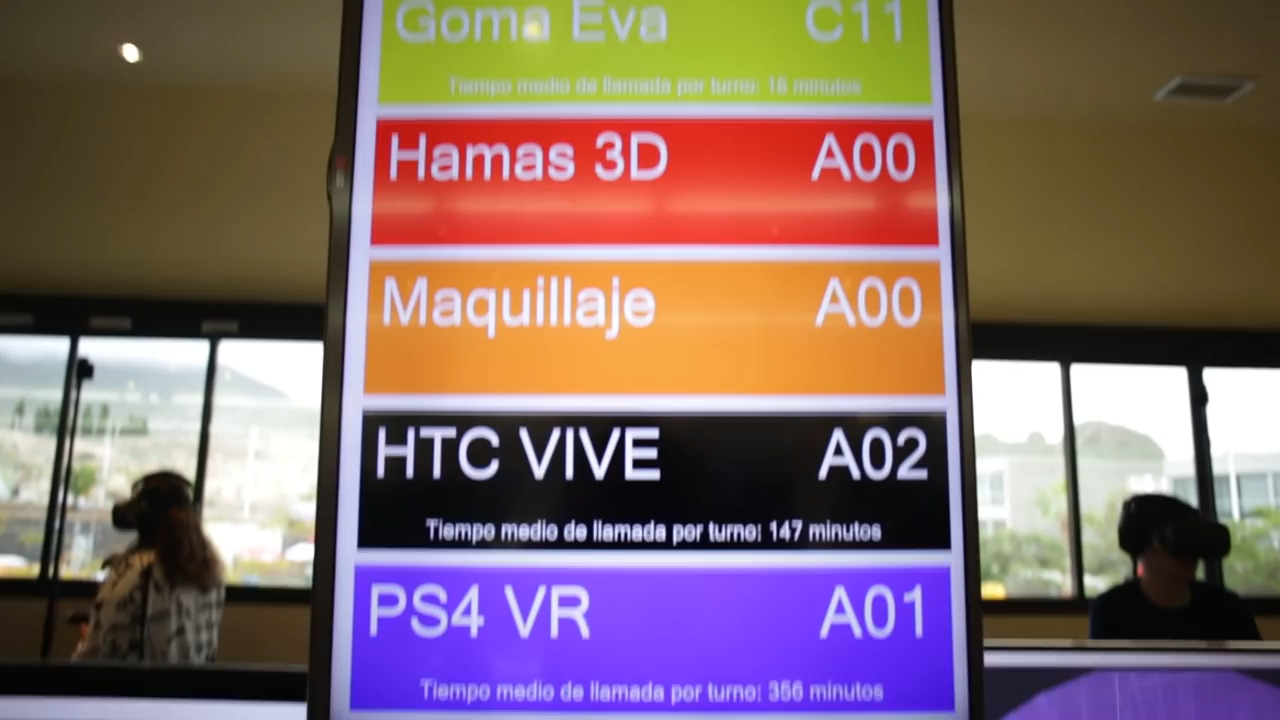 Goma Eva C11
Tiempo medio de llamada por turno: 16 minutos
Hamas 3D A00
Maquillaje A00
HTC VIVE A02
Tiempo medio de llamada por turno: 147 minutos
PS4 VR A01
Tiempo medio de llamada por turno: 356 minutos